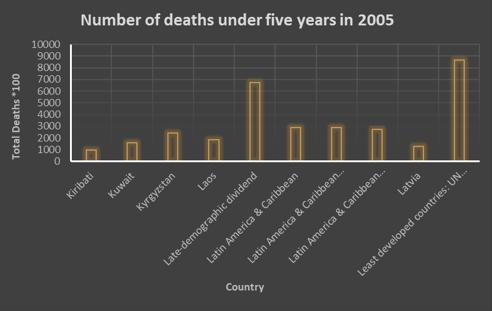 Number of deaths under five years in 2005
Total Deaths *100
10000
9000
8000
7000
6000
5000
4000
3000
2000
1000
0
Kiribati
Kuwait
Kyrgyzstan
Laos
Late-demographic dividend
Latin America & Caribbean
Latin America & Caribbean...
Latin America & Caribbean...
Latvia
Least developed countries: UN...
Country